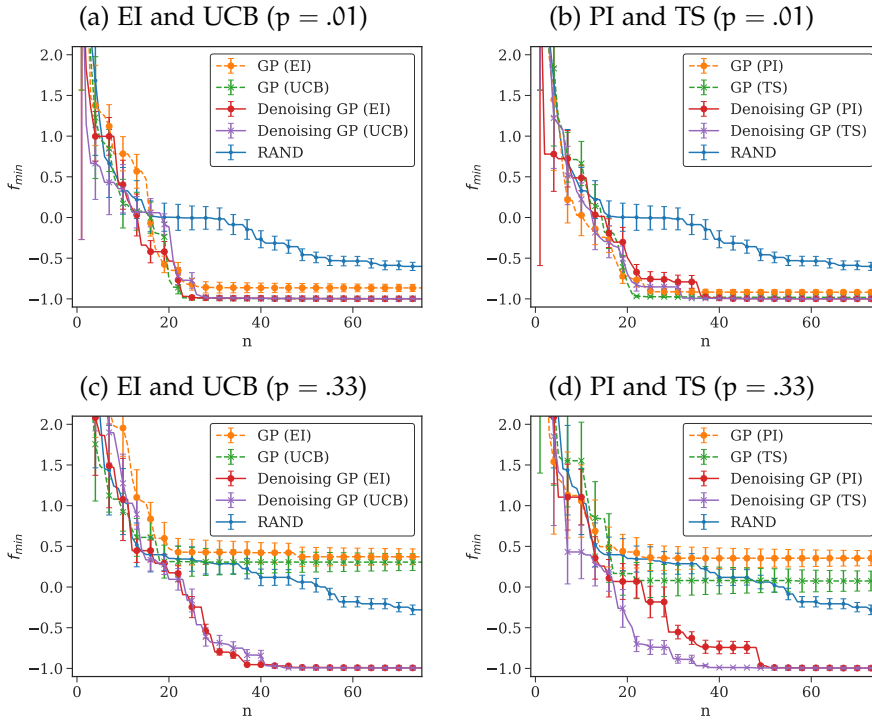 (a) EI and UCB (p = .01)
2.0
1.5
1.0
0.5
0.0
−0.5
−1.0
f_min
0
20
40
60
n
GP (EI)
GP (UCB)
Denoising GP (EI)
Denoising GP (UCB)
RAND
(b) PI and TS (p = .01)
2.0
1.5
1.0
0.5
0.0
−0.5
−1.0
f_min
0
20
40
60
n
GP (PI)
GP (TS)
Denoising GP (PI)
Denoising GP (TS)
RAND
(c) EI and UCB (p = .33)
2.0
1.5
1.0
0.5
0.0
−0.5
−1.0
f_min
0
20
40
60
n
GP (EI)
GP (UCB)
Denoising GP (EI)
Denoising GP (UCB)
RAND
(d) PI and TS (p = .33)
2.0
1.5
1.0
0.5
0.0
−0.5
−1.0
f_min
0
20
40
60
n
GP (PI)
GP (TS)
Denoising GP (PI)
Denoising GP (TS)
RAND